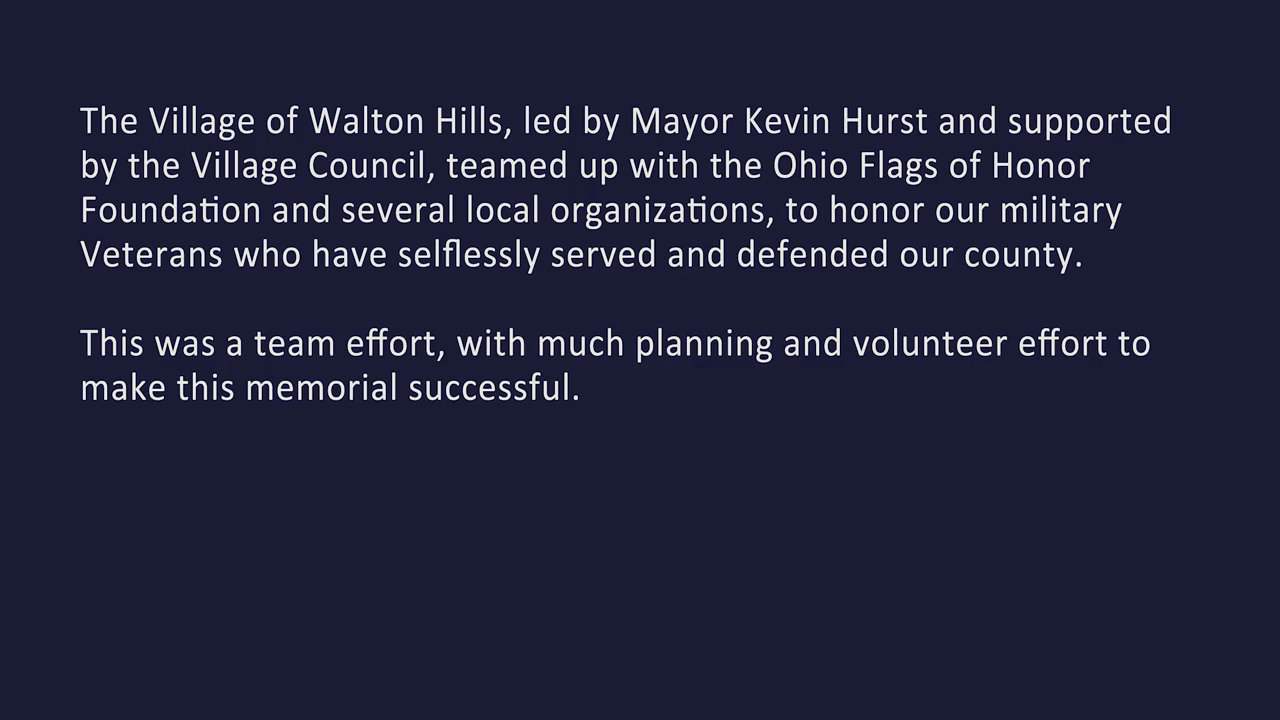 The Village of Walton Hills, led by Mayor Kevin Hurst and supported
by the Village Council, teamed up with the Ohio Flags of Honor
Foundation and several local organizations, to honor our military
Veterans who have selflessly served and defended our county.
This was a team effort, with much planning and volunteer effort to
make this memorial successful.